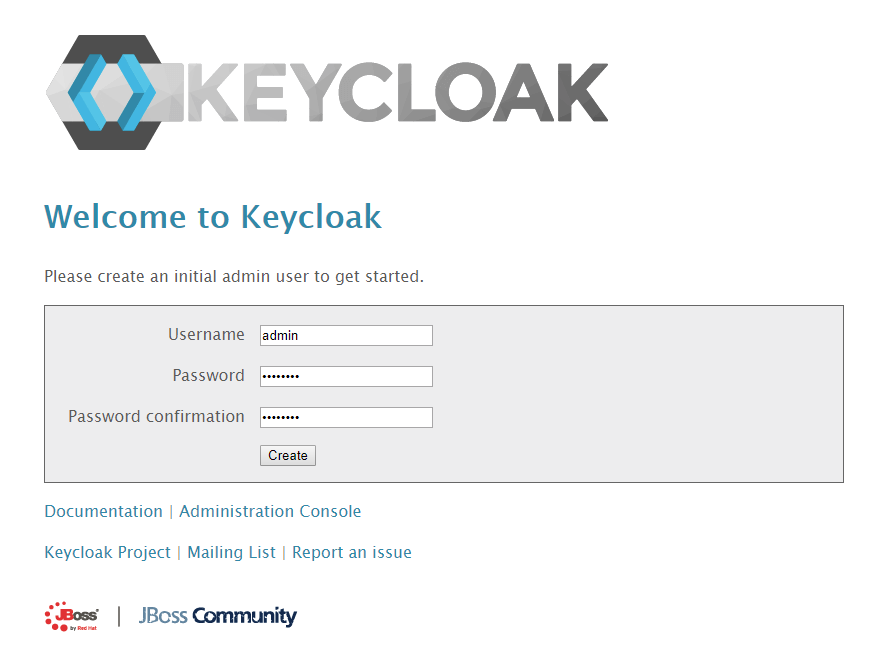 KEYCLOAK
Welcome to Keycloak
Please create an initial admin user to get started.
Username admin
Password ••••••••
Password confirmation ••••••••
Create
Documentation | Administration Console
Keycloak Project | Mailing List | Report an issue
JBoss by Red Hat | JBoss Community